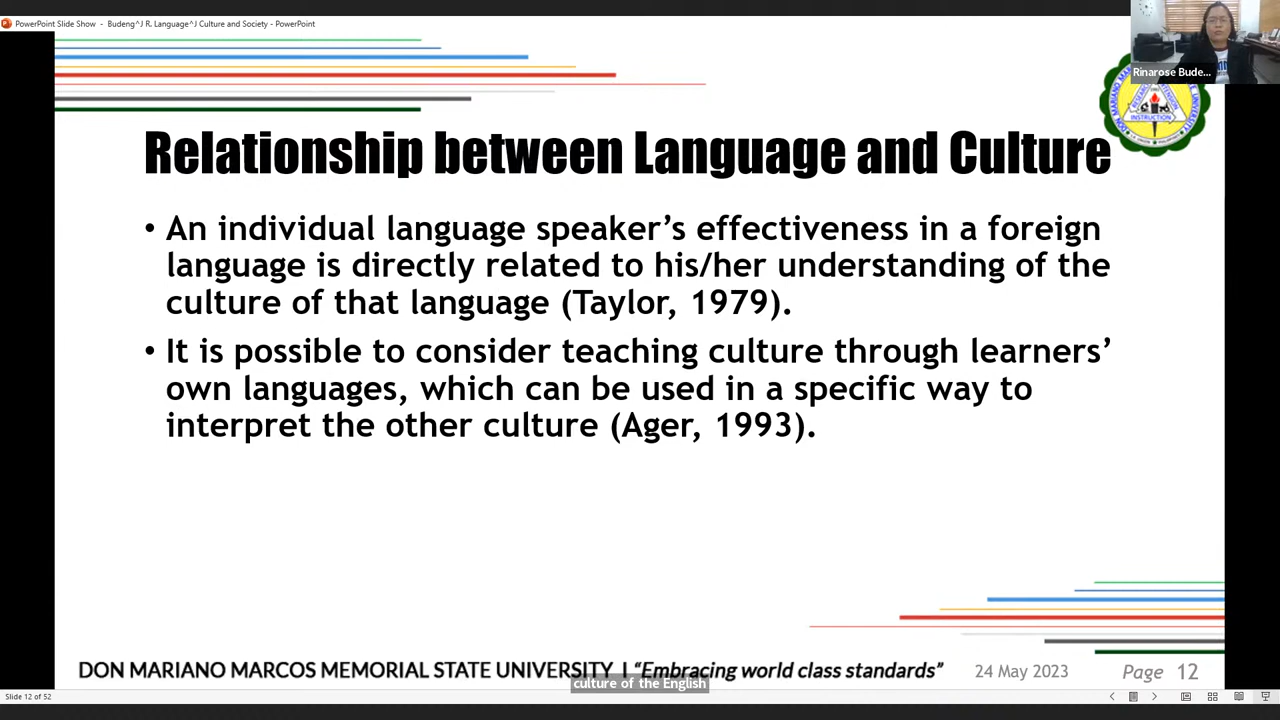 PowerPoint Slide Show - Budeng^J R. Language^J Culture and Society - PowerPoint
Rinarose Bude...
INSTRUCTION
Relationship between Language and Culture
• An individual language speaker's effectiveness in a foreign
language is directly related to his/her understanding of the
culture of that language (Taylor, 1979).
• It is possible to consider teaching culture through learners'
own languages, which can be used in a specific way to
interpret the other culture (Ager, 1993).
DON MARIANO MARCOS MEMORIAL STATE UNIVERSITY I "Embracing world class standards"
24 May 2023
Page 12
culture of the English
Slide 12 of 52